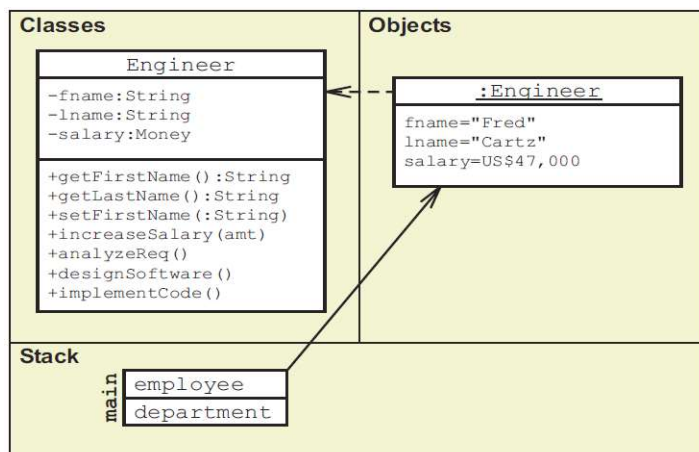 Classes
Engineer
-fname:String
-lname:String
-salary:Money
+getFirstName():String
+getLastName():String
+setFirstName(:String)
+increaseSalary(amt)
+analyzeReq()
+designSoftware()
+implementCode()
Objects
:Engineer
fname="Fred"
lname="Cartz"
salary=US$47,000
Stack
main
employee
department